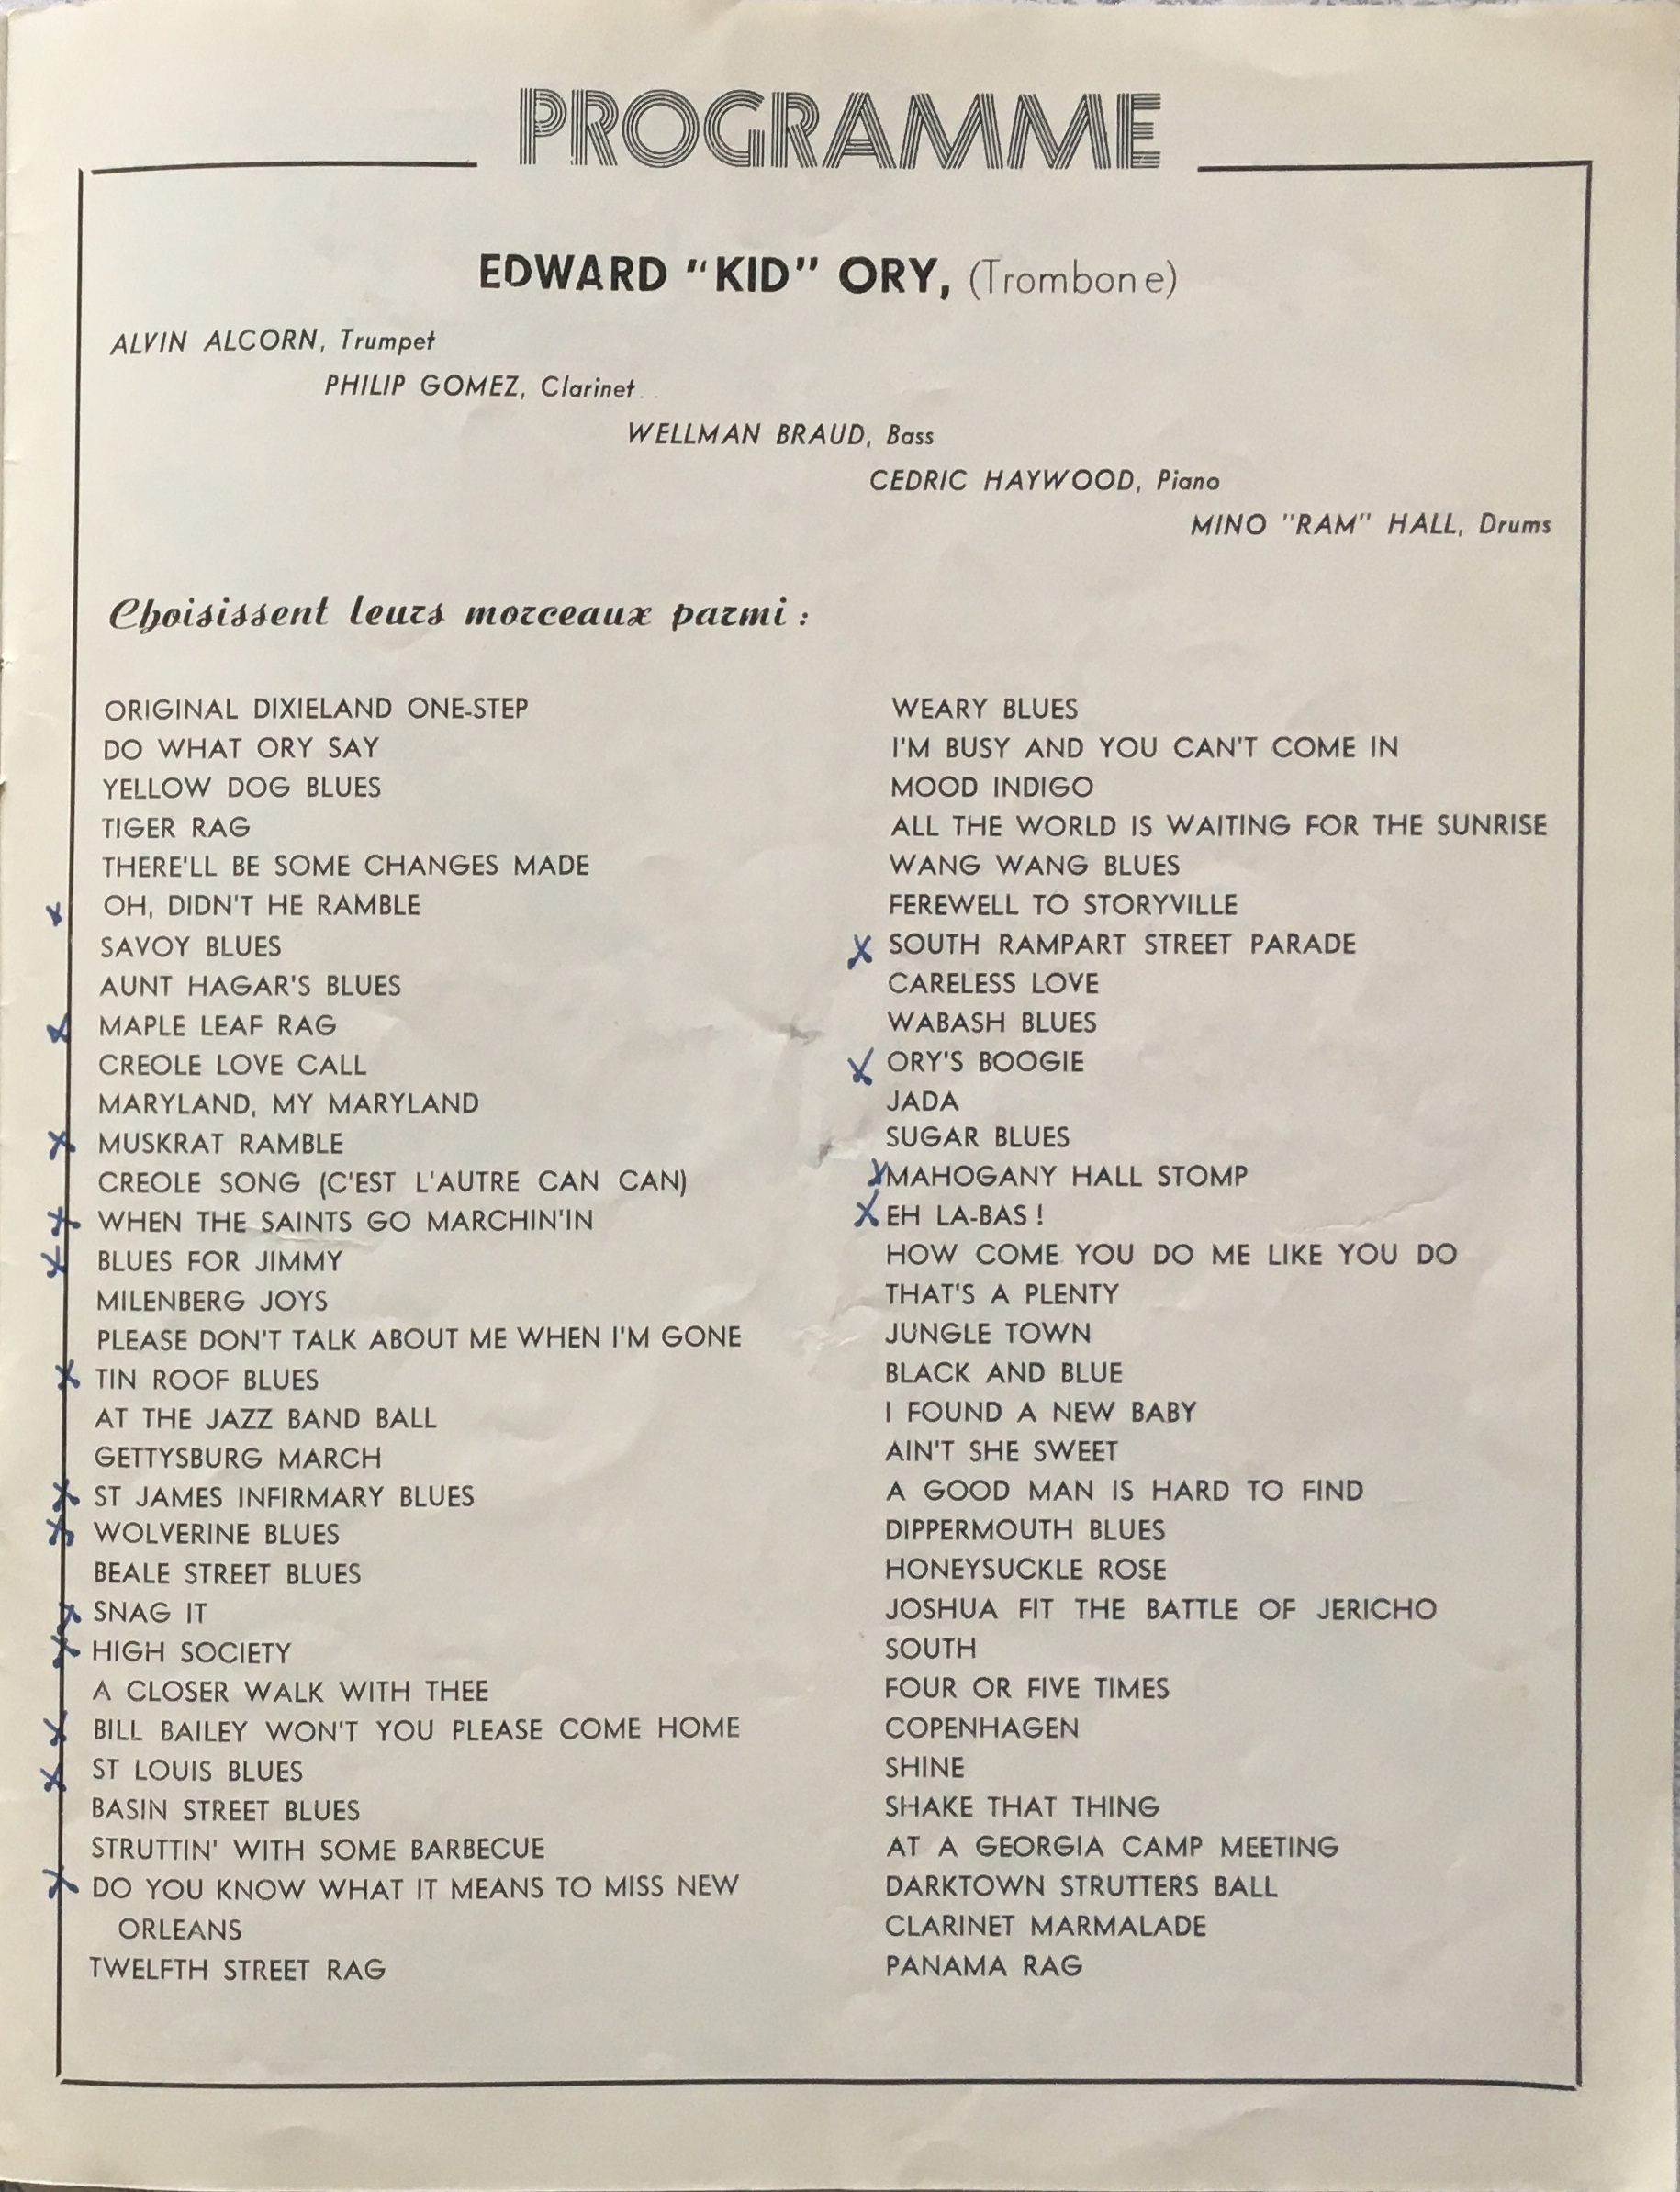 PROGRAMME
EDWARD "KID" ORY, (Trombone)
ALVIN ALCORN, Trumpet
PHILIP GOMEZ, Clarinet
WELLMAN BRAUD, Bass
CEDRIC HAYWOOD, Piano
MINO "RAM" HALL, Drums
Choisissent leurs morceaux parmi :
ORIGINAL DIXIELAND ONE-STEP
DO WHAT ORY SAY
YELLOW DOG BLUES
TIGER RAG
THERE'LL BE SOME CHANGES MADE
x OH, DIDN'T HE RAMBLE
SAVOY BLUES
AUNT HAGAR'S BLUES
x MAPLE LEAF RAG
CREOLE LOVE CALL
MARYLAND, MY MARYLAND
x MUSKRAT RAMBLE
CREOLE SONG (C'EST L'AUTRE CAN CAN)
x WHEN THE SAINTS GO MARCHIN'IN
x BLUES FOR JIMMY
MILENBERG JOYS
PLEASE DON'T TALK ABOUT ME WHEN I'M GONE
x TIN ROOF BLUES
AT THE JAZZ BAND BALL
GETTYSBURG MARCH
x ST JAMES INFIRMARY BLUES
x WOLVERINE BLUES
BEALE STREET BLUES
x SNAG IT
x HIGH SOCIETY
A CLOSER WALK WITH THEE
x BILL BAILEY WON'T YOU PLEASE COME HOME
x ST LOUIS BLUES
BASIN STREET BLUES
STRUTTIN' WITH SOME BARBECUE
x DO YOU KNOW WHAT IT MEANS TO MISS NEW
ORLEANS
TWELFTH STREET RAG
WEARY BLUES
I'M BUSY AND YOU CAN'T COME IN
MOOD INDIGO
ALL THE WORLD IS WAITING FOR THE SUNRISE
WANG WANG BLUES
FEREWELL TO STORYVILLE
x SOUTH RAMPART STREET PARADE
CARELESS LOVE
WABASH BLUES
x ORY'S BOOGIE
JADA
SUGAR BLUES
x MAHOGANY HALL STOMP
x EH LA-BAS !
HOW COME YOU DO ME LIKE YOU DO
THAT'S A PLENTY
JUNGLE TOWN
BLACK AND BLUE
I FOUND A NEW BABY
AIN'T SHE SWEET
A GOOD MAN IS HARD TO FIND
DIPPERMOUTH BLUES
HONEYSUCKLE ROSE
JOSHUA FIT THE BATTLE OF JERICHO
SOUTH
FOUR OR FIVE TIMES
COPENHAGEN
SHINE
SHAKE THAT THING
AT A GEORGIA CAMP MEETING
DARKTOWN STRUTTERS BALL
CLARINET MARMALADE
PANAMA RAG